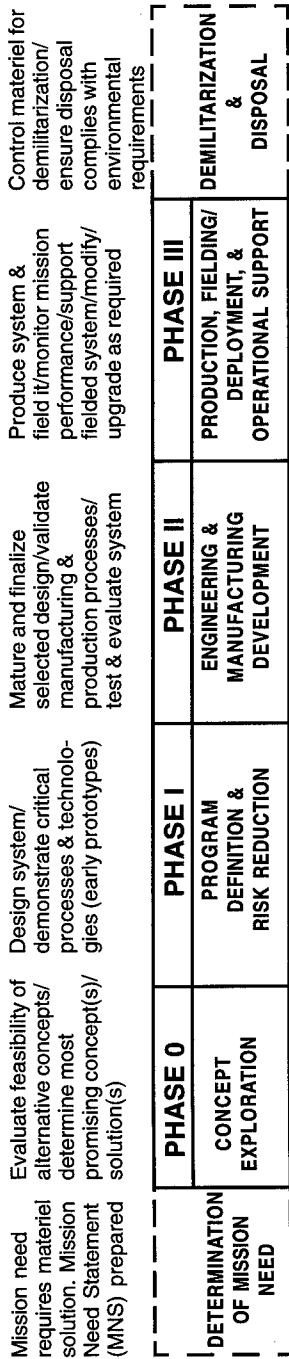 Mission need
requires materiel
solution. Mission
Need Statement
(MNS) prepared
Evaluate feasibility of
alternative concepts/
determine most
promising concept(s)/
solution(s)
Design system/
demonstrate critical
processes & technolo-
gies (early prototypes)
Mature and finalize
selected design/validate
manufacturing &
production processes/
test & evaluate system
Produce system &
field it/monitor mission
performance/support
fielded system/modify/
upgrade as required
Control materiel for
demilitarization/
ensure disposal
complies with
environmental
requirements
DETERMINATION
OF MISSION
NEED
PHASE 0
CONCEPT
EXPLORATION
PHASE I
PROGRAM
DEFINITION &
RISK REDUCTION
PHASE II
ENGINEERING &
MANUFACTURING
DEVELOPMENT
PHASE III
PRODUCTION, FIELDING/
DEPLOYMENT, &
OPERATIONAL SUPPORT
DEMILITARIZATION
&
DISPOSAL